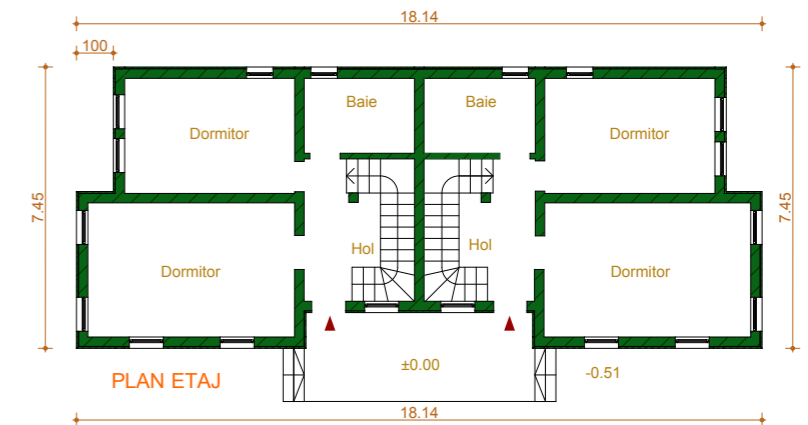 18.14
100
Baie
Baie
Dormitor
Dormitor
7.45
7.45
Hol
Hol
Dormitor
Dormitor
±0.00
-0.51
PLAN ETAJ
18.14